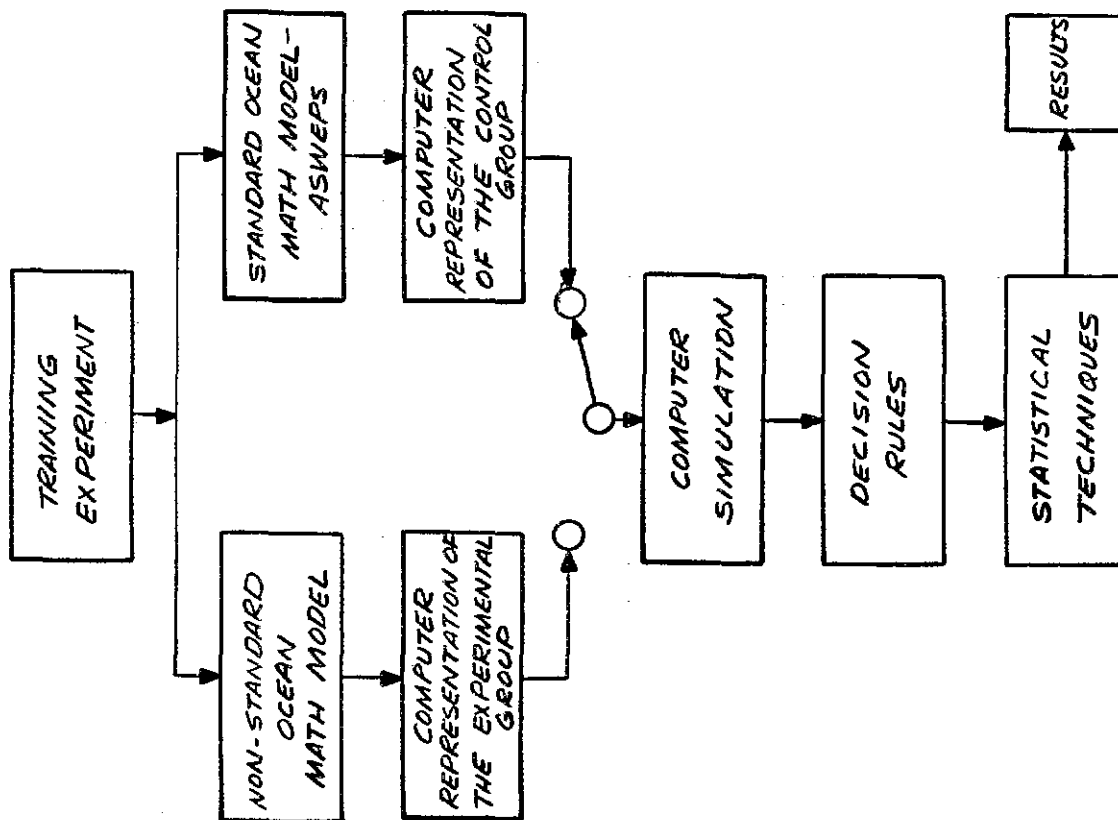 TRAINING
EXPERIMENT
NON-STANDARD
OCEAN
MATH MODEL
STANDARD OCEAN
MATH MODEL-
ASWEPS
COMPUTER
REPRESENTATION OF
THE EXPERIMENTAL
GROUP
COMPUTER
REPRESENTATION
OF THE CONTROL
GROUP
COMPUTER
SIMULATION
DECISION
RULES
STATISTICAL
TECHNIQUES
RESULTS